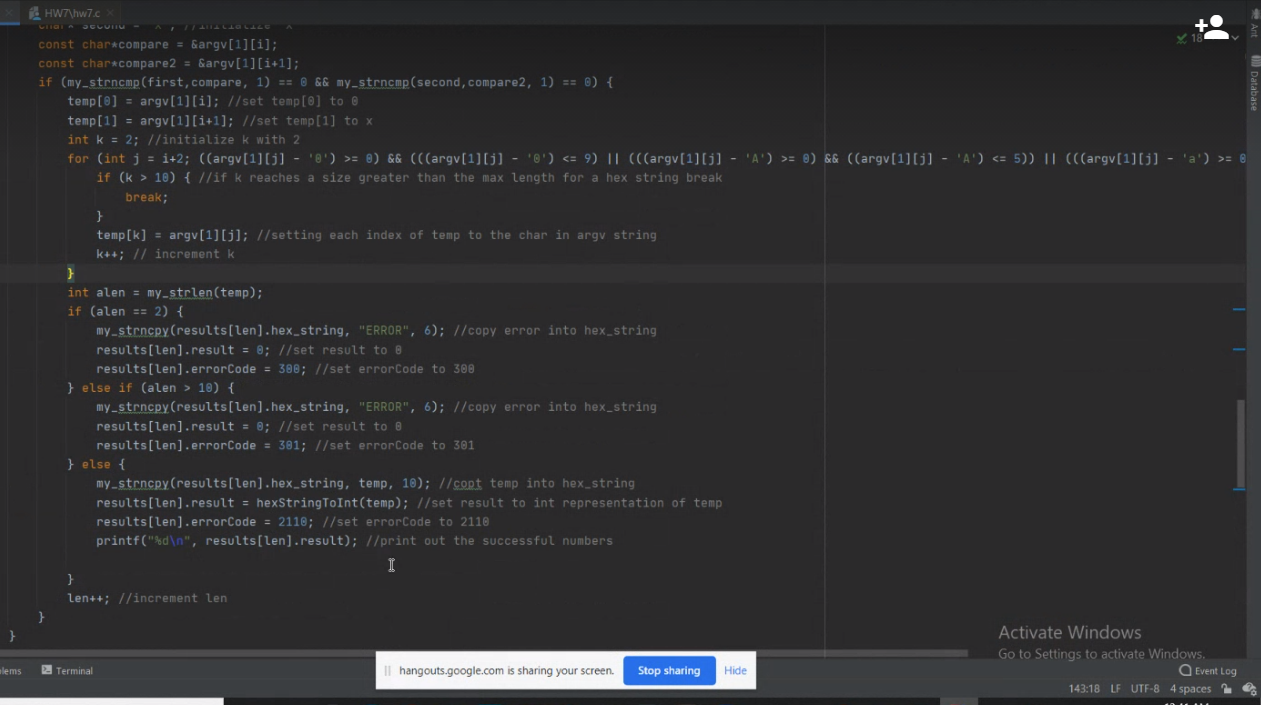 HW7\hw7.c
const char*compare = &argv[1][i];
18
const char*compare2 = &argv[1][i+1];
Ant
if (my_strncmp(first,compare, 1) == 0 && my_strncmp(second,compare2, 1) == 0) {
Database
temp[0] = argv[1][i]; //set temp[0] to 0
temp[1] = argv[1][i+1]; //set temp[1] to x
int k = 2; //initialize k with 2
for (int j = i+2; ((argv[1][j] - '0') >= 0) && (((argv[1][j] - '0') <= 9) || (((argv[1][j] - 'A') >= 0) && ((argv[1][j] - 'A') <= 5)) || (((argv[1][j] - 'a') >= 0
if (k > 10) { //if k reaches a size greater than the max length for a hex string break
break;
}
temp[k] = argv[1][j]; //setting each index of temp to the char in argv string
k++; // increment k
}
int alen = my_strlen(temp);
if (alen == 2) {
my_strncpy(results[len].hex_string, "ERROR", 6); //copy error into hex_string
results[len].result = 0; //set result to 0
results[len].errorCode = 300; //set errorCode to 300
} else if (alen > 10) {
my_strncpy(results[len].hex_string, "ERROR", 6); //copy error into hex_string
results[len].result = 0; //set result to 0
results[len].errorCode = 301; //set errorCode to 301
} else {
my_strncpy(results[len].hex_string, temp, 10); //copt temp into hex_string
results[len].result = hexStringToInt(temp); //set result to int representation of temp
results[len].errorCode = 2110; //set errorCode to 2110
printf("%d\n", results[len].result); //print out the successful numbers
}
len++; //increment len
}
}
Activate Windows
Go to Settings to activate Windows.
lems Terminal
hangouts.google.com is sharing your screen. Stop sharing Hide
Event Log
143:18 LF UTF-8 4 spaces